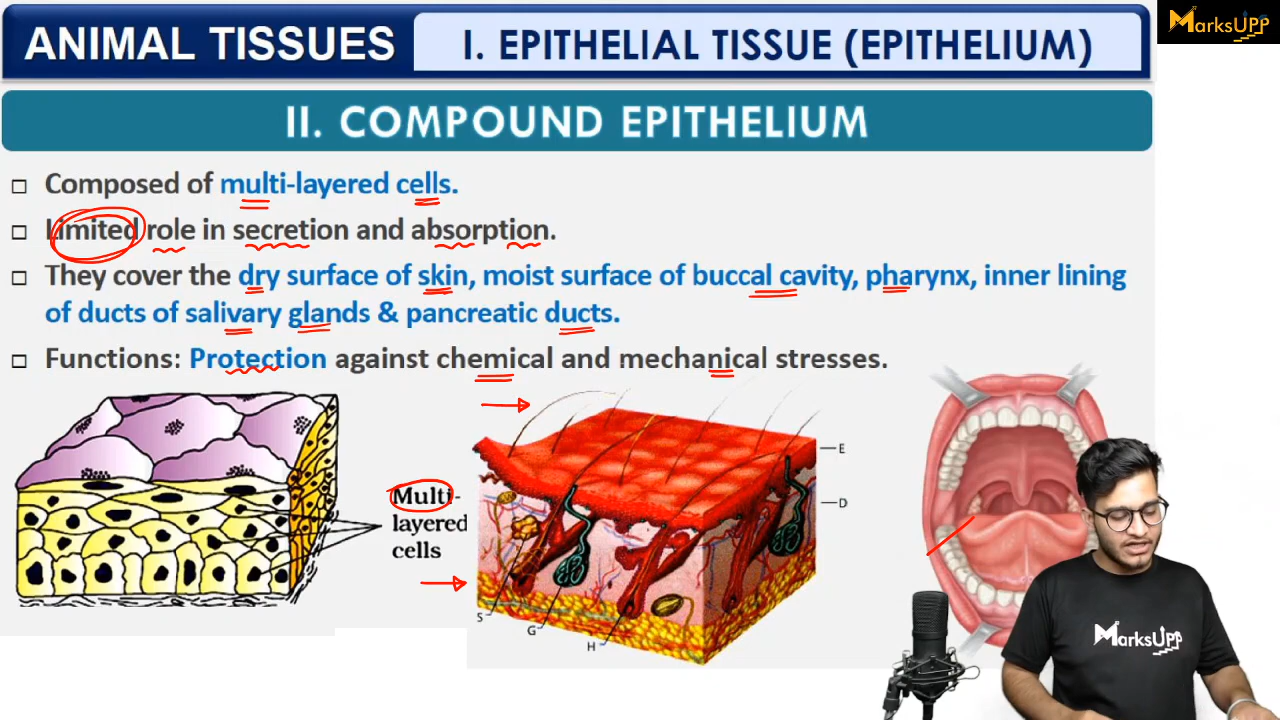 ANIMAL TISSUES
I. EPITHELIAL TISSUE (EPITHELIUM)
MarksUPP
II. COMPOUND EPITHELIUM
Composed of multi-layered cells.
Limited role in secretion and absorption.
They cover the dry surface of skin, moist surface of buccal cavity, pharynx, inner lining
of ducts of salivary glands & pancreatic ducts.
Functions: Protection against chemical and mechanical stresses.
Multi-
layered
cells
E
D
S
G
H
MarksUPP